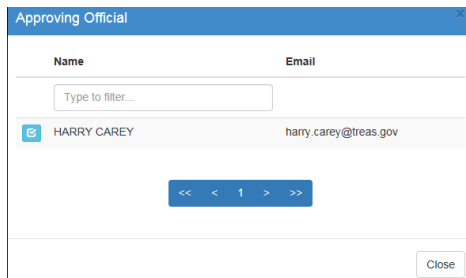 Approving Official
×
Name Email
Type to filter...
HARRY CAREY harry.carey@treas.gov
<< < 1 > >>
Close